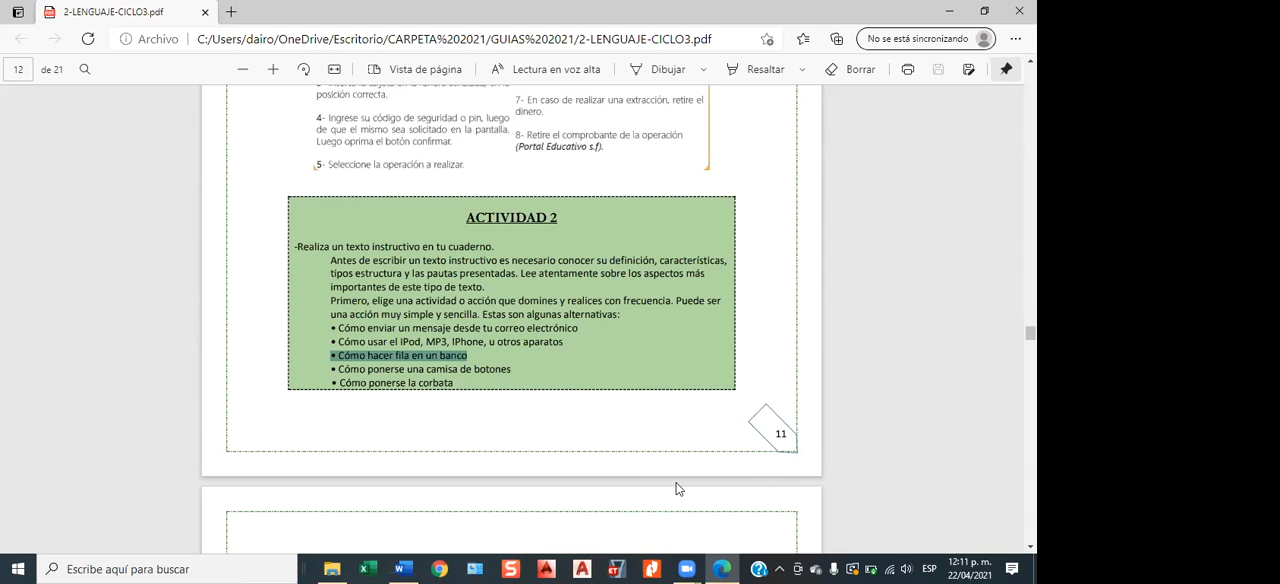 2-LENGUAJE-CICLO3.pdf
Archivo
C:/Users/dairo/OneDrive/Escritorio/CARPETA%202021/GUIAS%202021/2-LENGUAJE-CICLO3.pdf
No se está sincronizando
12 de 21
Vista de página
Lectura en voz alta
Dibujar
Resaltar
Borrar
posición correcta.
4- Ingrese su código de seguridad o pin, luego
de que el mismo sea solicitado en la pantalla.
Luego oprima el botón confirmar.
5- Seleccione la operación a realizar.
7- En caso de realizar una extracción, retire el
dinero.
8- Retire el comprobante de la operación
(Portal Educativo s.f).
ACTIVIDAD 2
-Realiza un texto instructivo en tu cuaderno.
Antes de escribir un texto instructivo es necesario conocer su definición, características,
tipos estructura y las pautas presentadas. Lee atentamente sobre los aspectos más
importantes de este tipo de texto.
Primero, elige una actividad o acción que domines y realices con frecuencia. Puede ser
una acción muy simple y sencilla. Estas son algunas alternativas:
• Cómo enviar un mensaje desde tu correo electrónico
• Cómo usar el IPod, MP3, IPhone, u otros aparatos
• Cómo hacer fila en un banco
• Cómo ponerse una camisa de botones
• Cómo ponerse la corbata
11
Escribe aquí para buscar
ESP
12:11 p. m.
22/04/2021